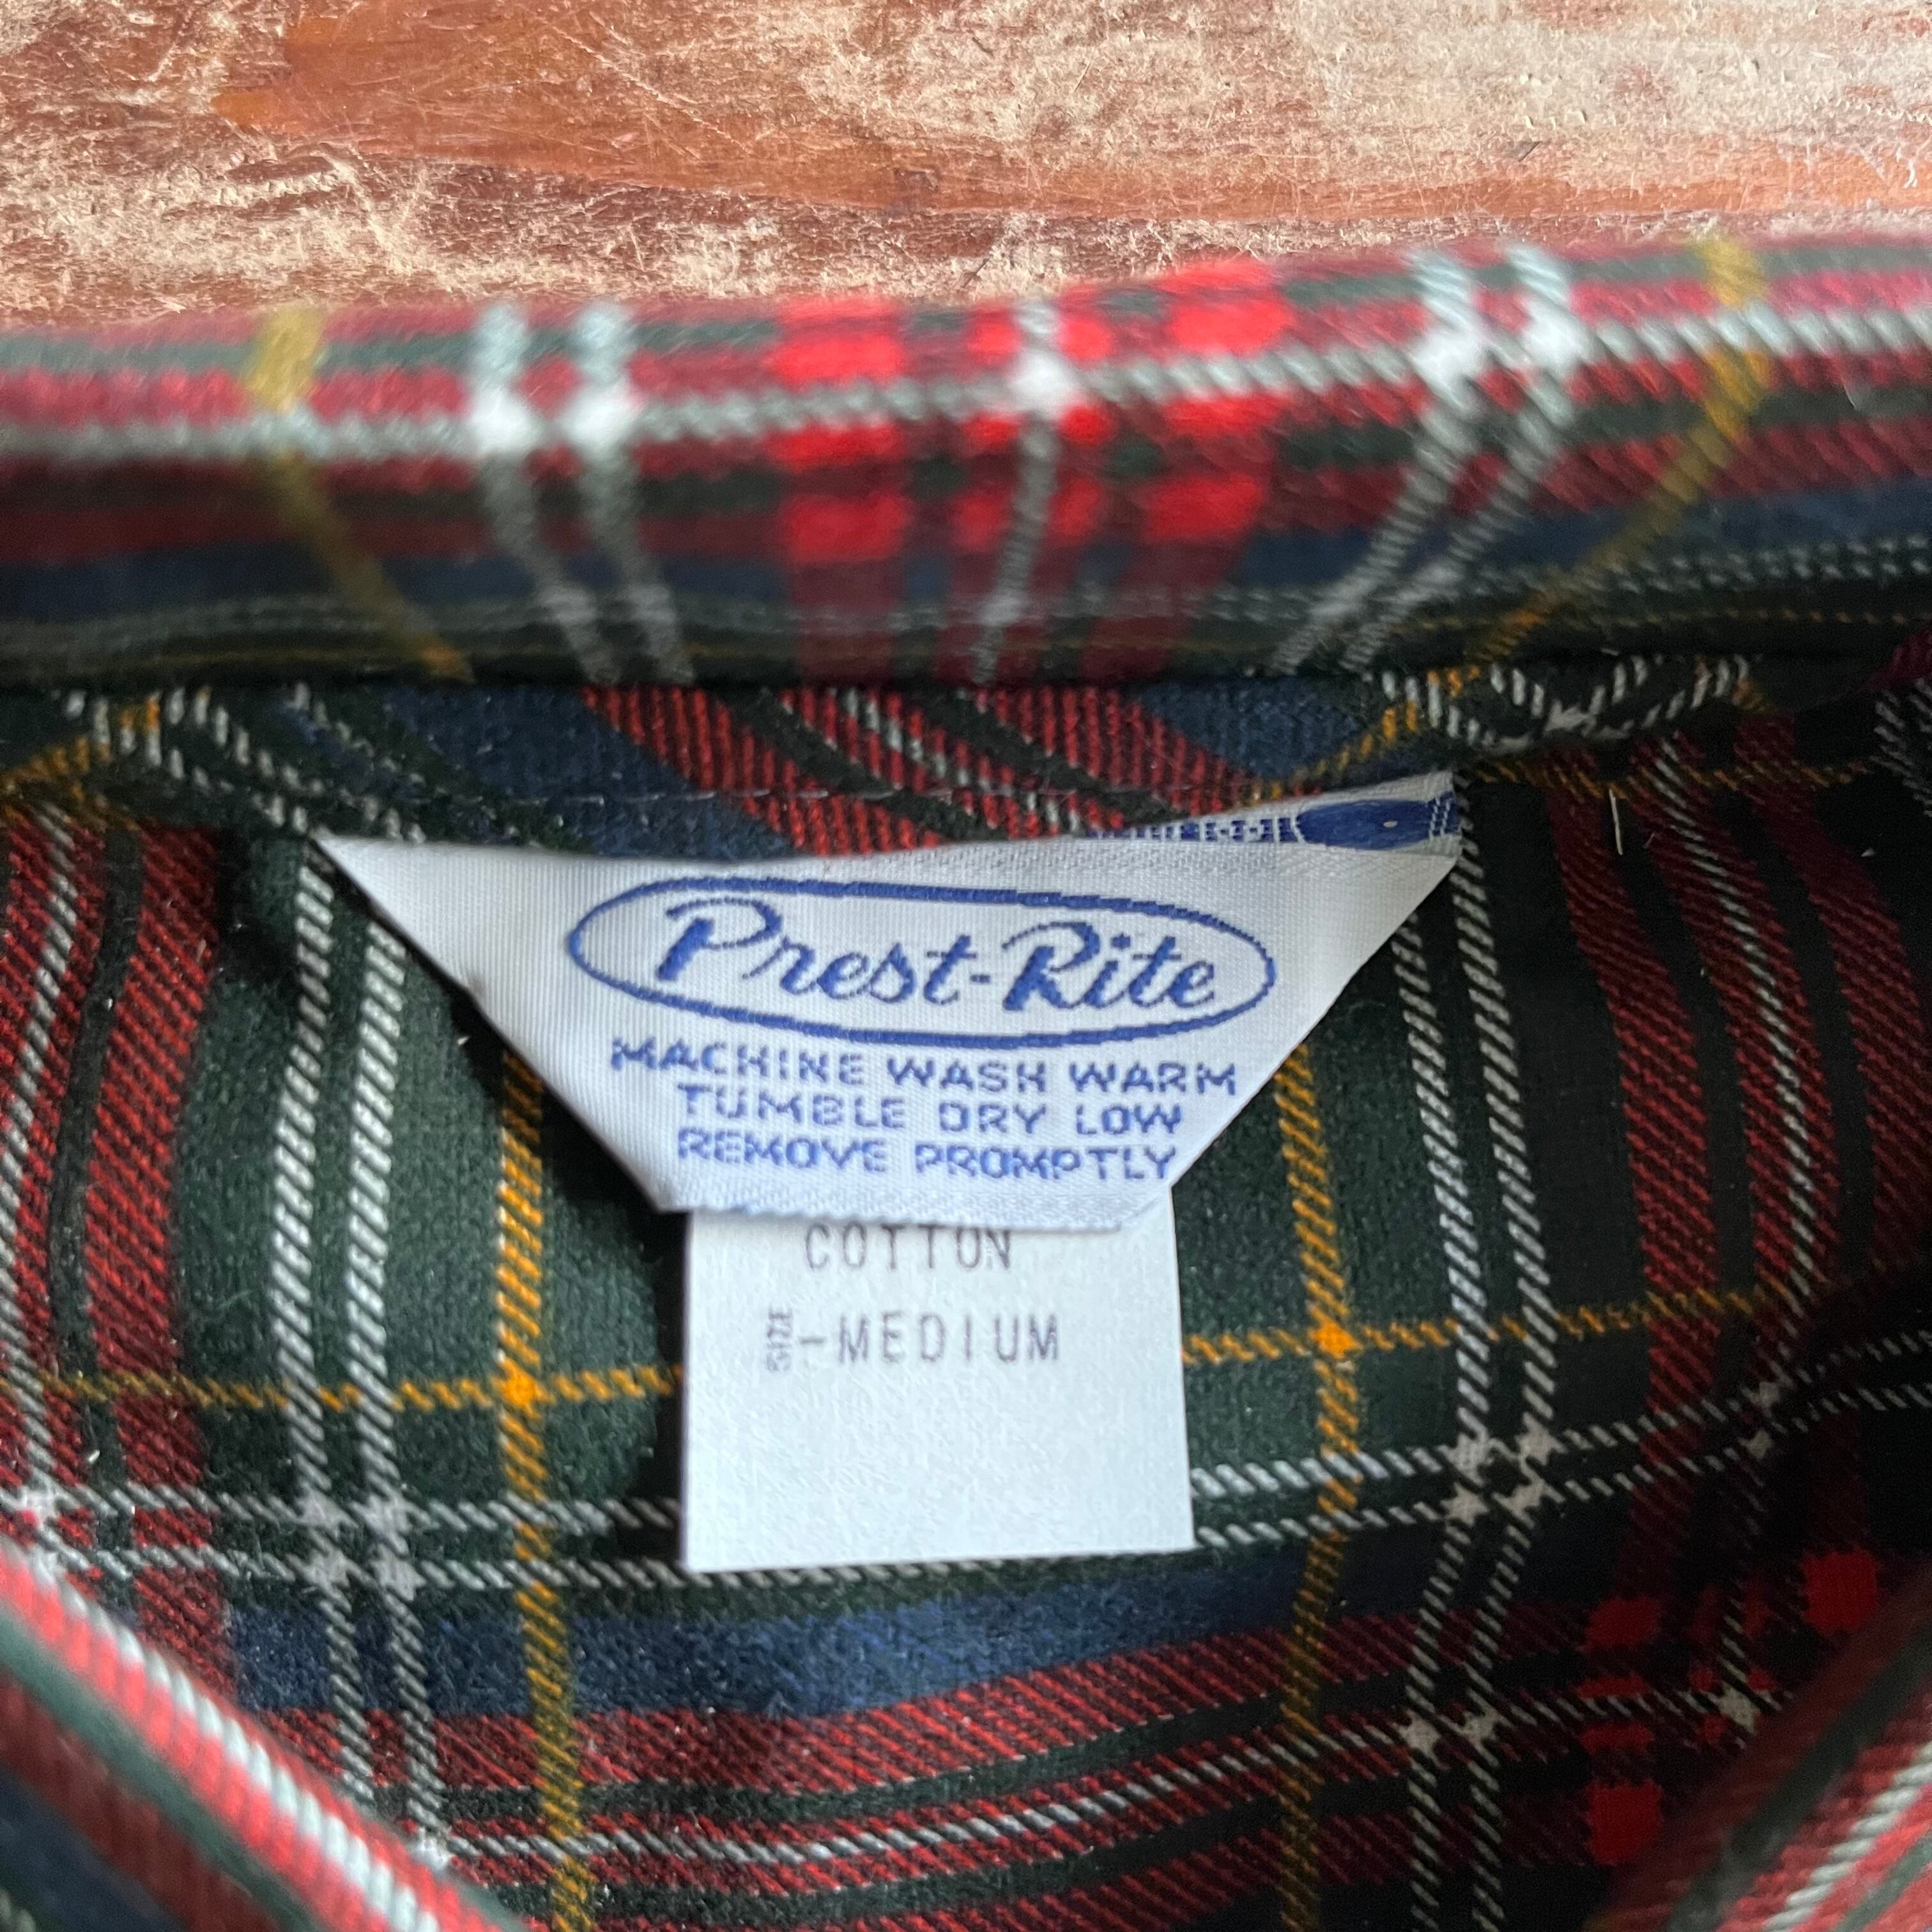 Prest-Rite
MACHINE WASH WARM
TUMBLE DRY LOW
REMOVE PROMPTLY
COTTON
SIZE-MEDIUM